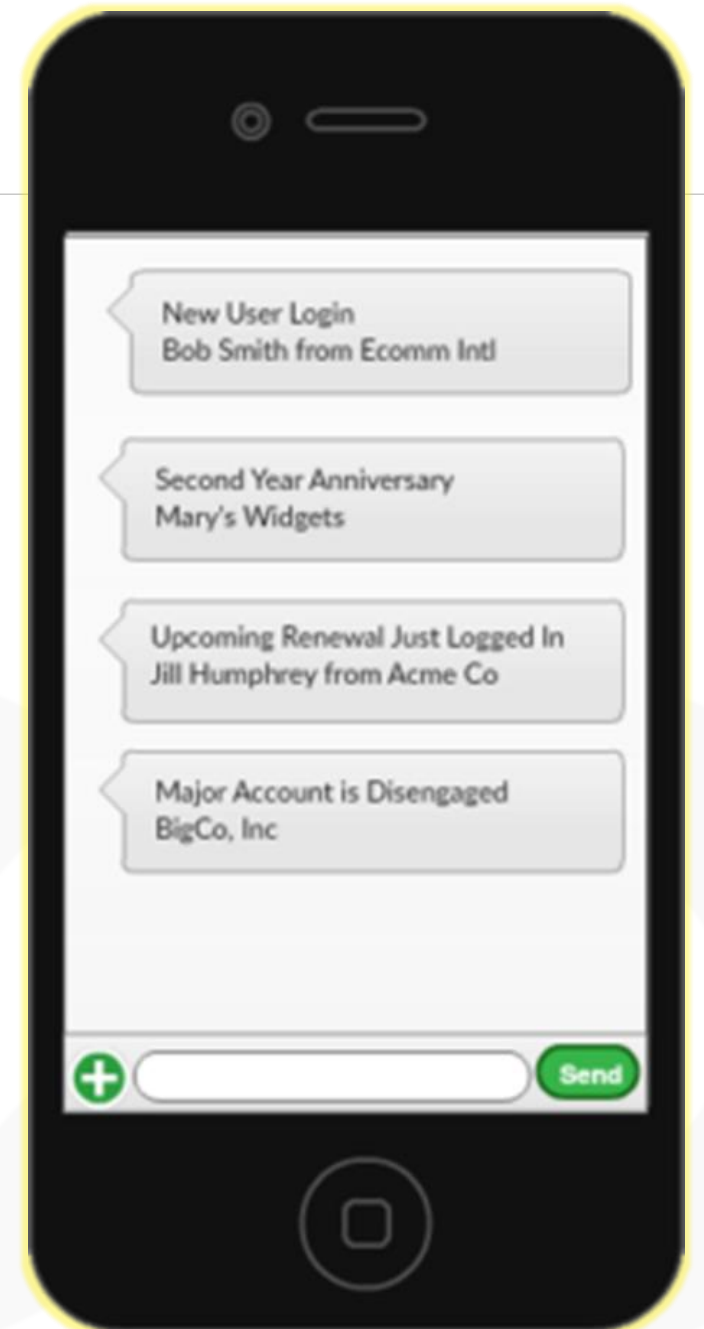 New User Login
Bob Smith from Ecomm Intl
Second Year Anniversary
Mary's Widgets
Upcoming Renewal Just Logged In
Jill Humphrey from Acme Co
Major Account is Disengaged
BigCo, Inc
Send